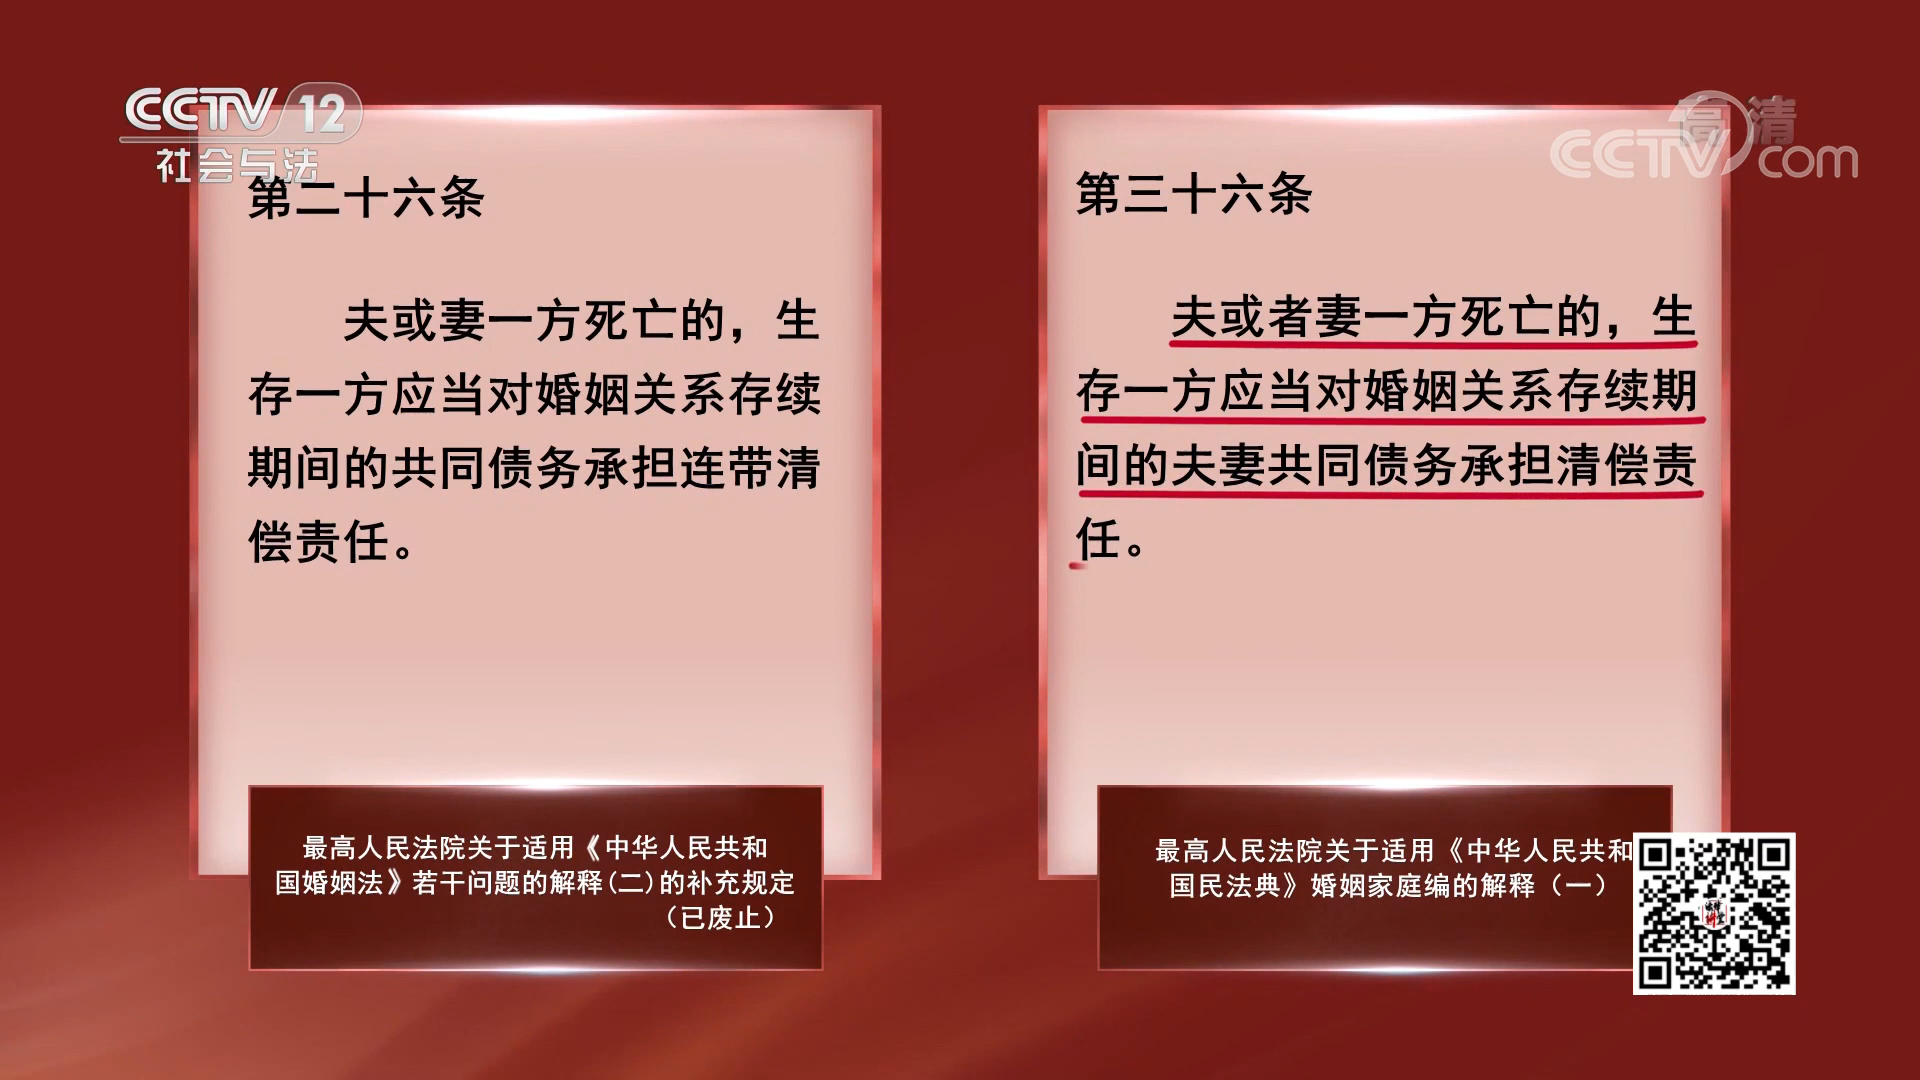 CCTV 12
社会与法
高清
CCTV com
第二十六条
夫或妻一方死亡的，生
存一方应当对婚姻关系存续
期间的共同债务承担连带清
偿责任。
最高人民法院关于适用《中华人民共和
国婚姻法》若干问题的解释(二)的补充规定
（已废止）
第三十六条
夫或者妻一方死亡的，生
存一方应当对婚姻关系存续期
间的夫妻共同债务承担清偿责
任。
最高人民法院关于适用《中华人民共和
国民法典》婚姻家庭编的解释（一）